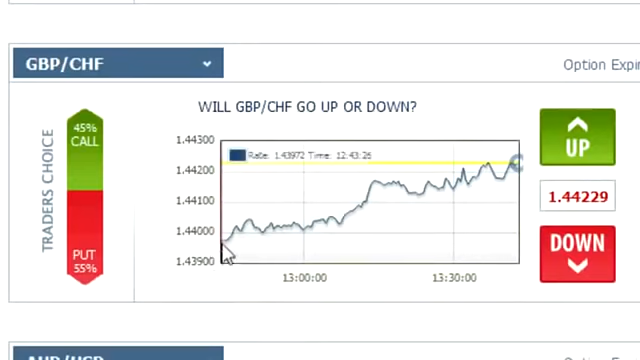 GBP/CHF
Option Expi
WILL GBP/CHF GO UP OR DOWN?
TRADERS CHOICE
45%
CALL
PUT
55%
1.44300
1.44200
1.44100
1.44000
1.43900
Rate: 1.43972 Time: 12:43:26
13:00:00
13:30:00
UP
1.44229
DOWN